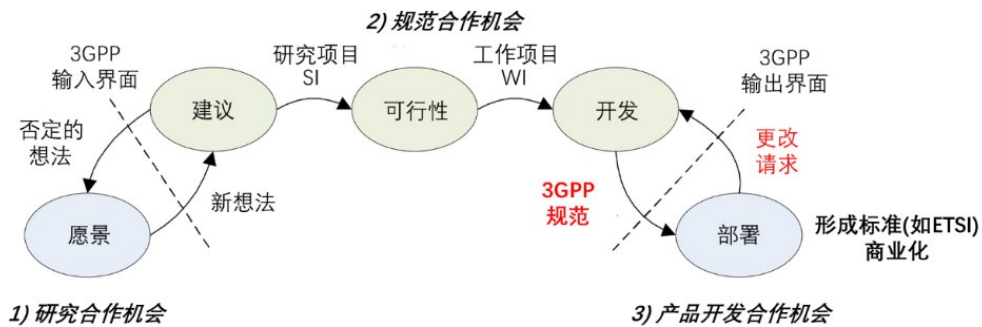 2) 规范合作机会
3GPP
输入界面
研究项目
SI
工作项目
WI
3GPP
输出界面
建议
可行性
开发
否定的
想法
新想法
更改
请求
3GPP
规范
愿景
部署
形成标准(如ETSI)
商业化
1) 研究合作机会
3) 产品开发合作机会